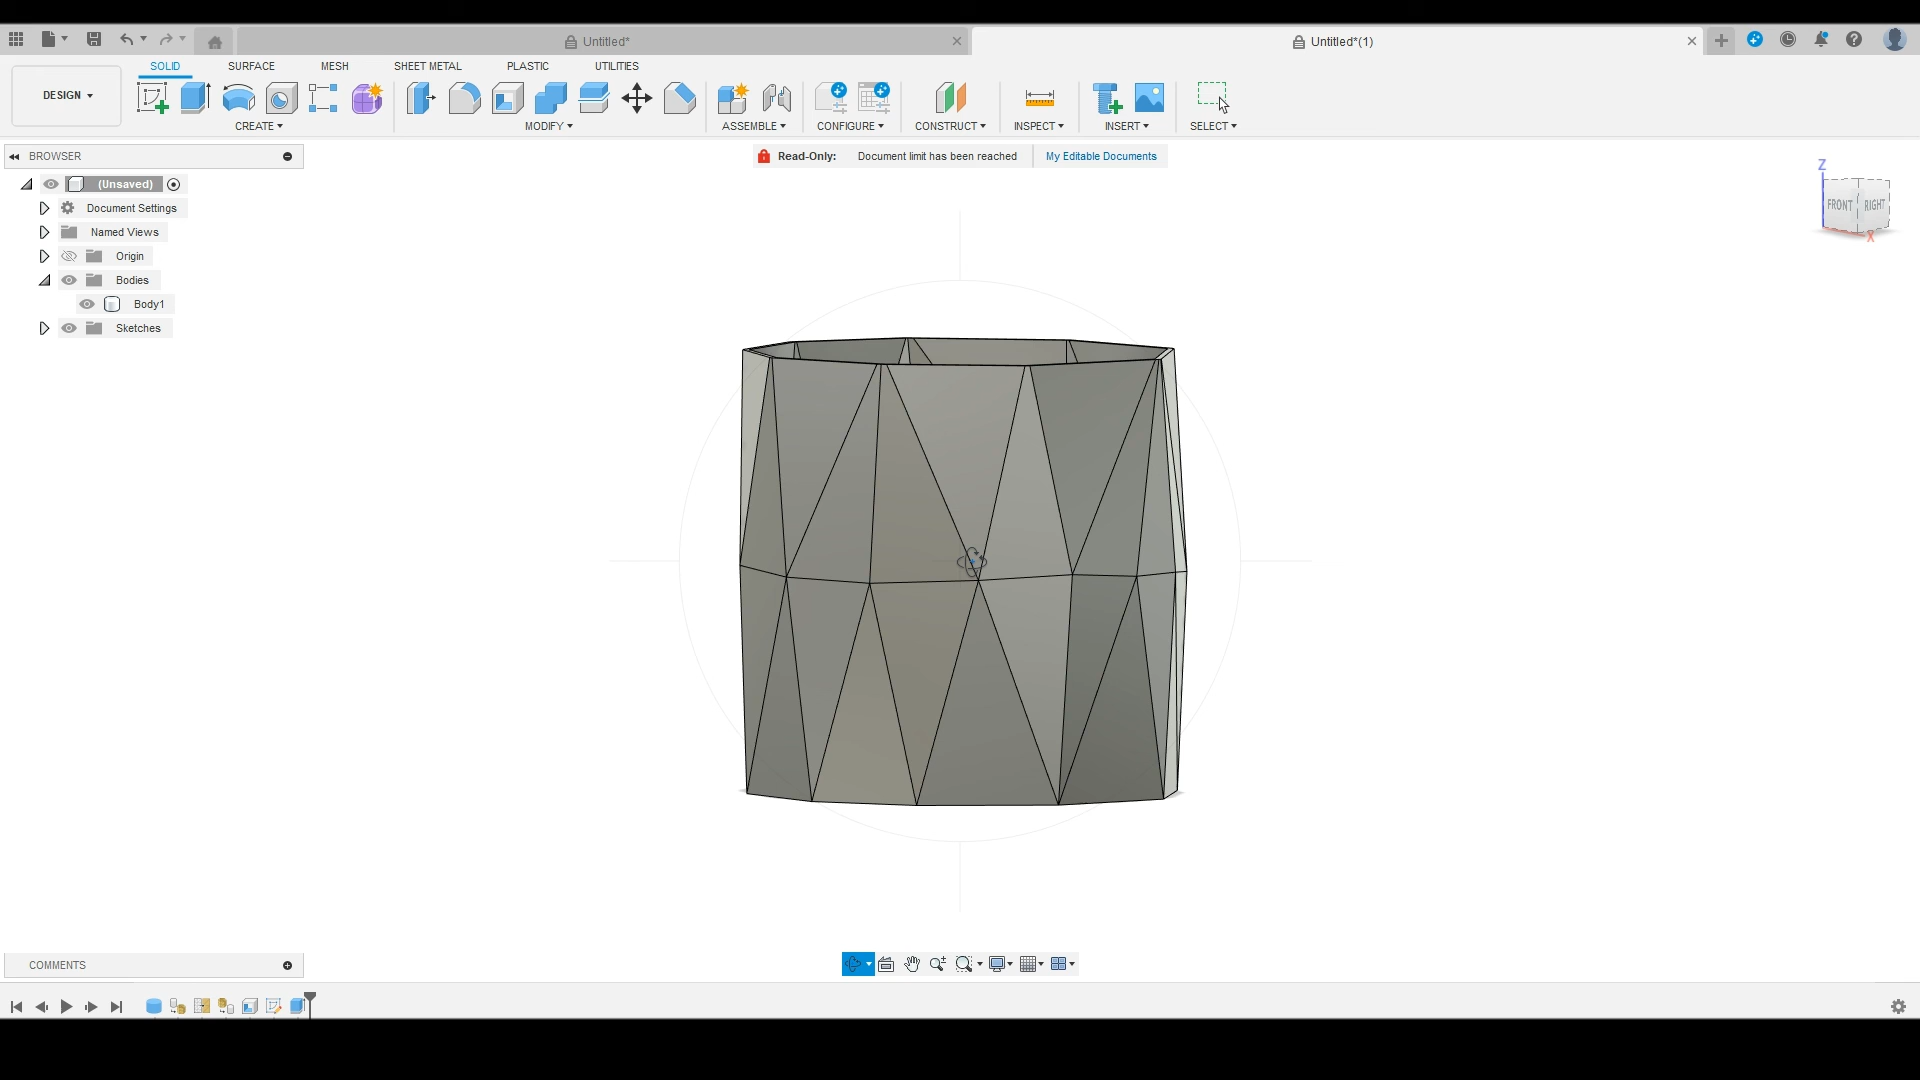 Untitled*
Untitled*(1)
SOLID SURFACE MESH SHEET METAL PLASTIC UTILITIES
DESIGN
CREATE MODIFY ASSEMBLE CONFIGURE CONSTRUCT INSPECT INSERT SELECT
BROWSER
Read-Only: Document limit has been reached My Editable Documents
(Unsaved)
Document Settings
Named Views
Origin
Bodies
Body1
Sketches
Z
FRONT RIGHT
X
COMMENTS